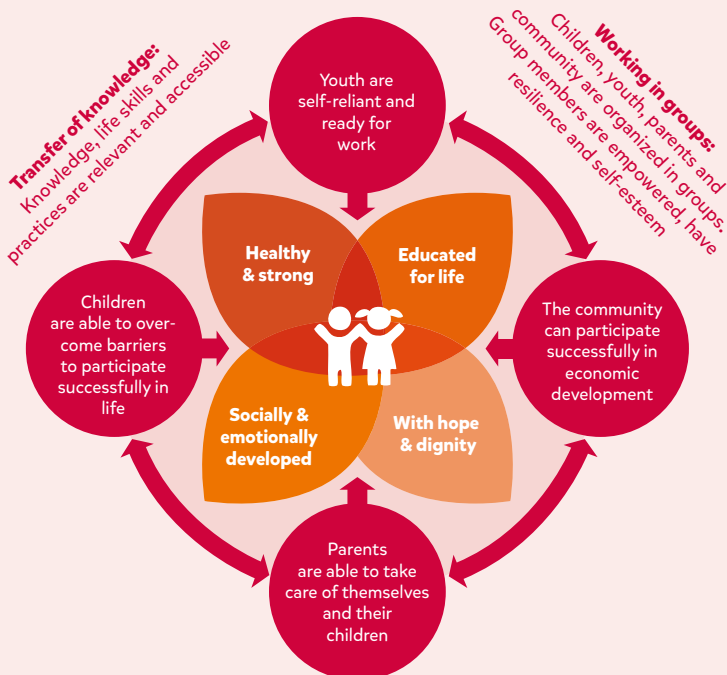 Transfer of knowledge:
Knowledge, life skills and
practices are relevant and accessible
Youth are
self-reliant and
ready for
work
Working in groups:
Children, youth, parents and
community are organized in groups.
Group members are empowered, have
resilience and self-esteem
Healthy
& strong
Educated
for life
Children
are able to over-
come barriers
to participate
successfully in
life
The community
can participate
successfully in
economic
development
Socially &
emotionally
developed
With hope
& dignity
Parents
are able to take
care of themselves
and their
children